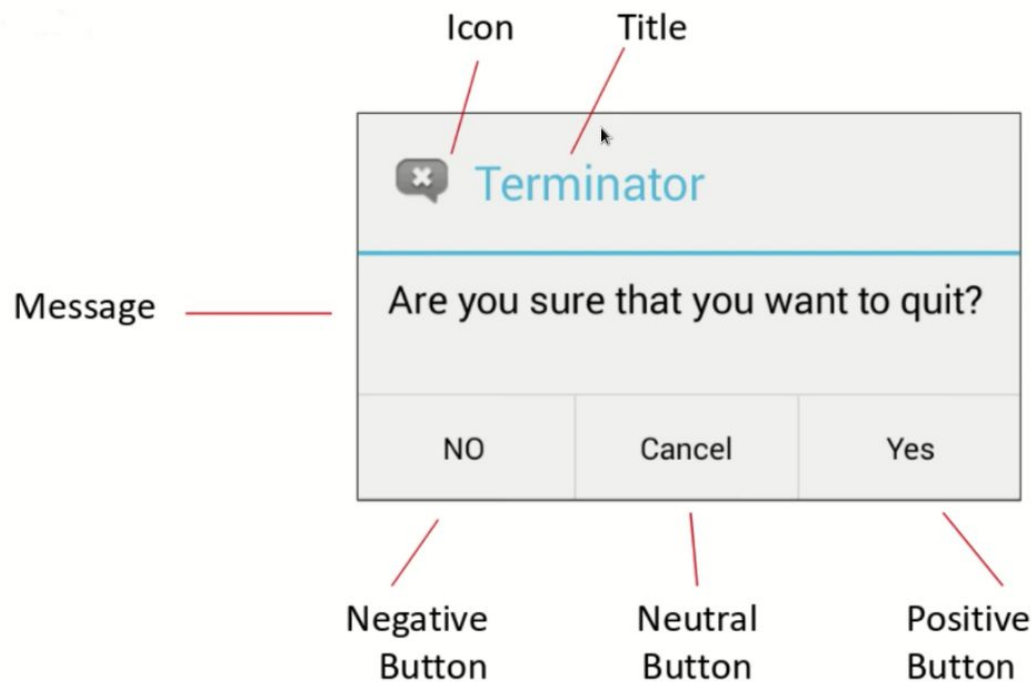 Icon
Title
Terminator
Message
Are you sure that you want to quit?
NO
Cancel
Yes
Negative
Button
Neutral
Button
Positive
Button